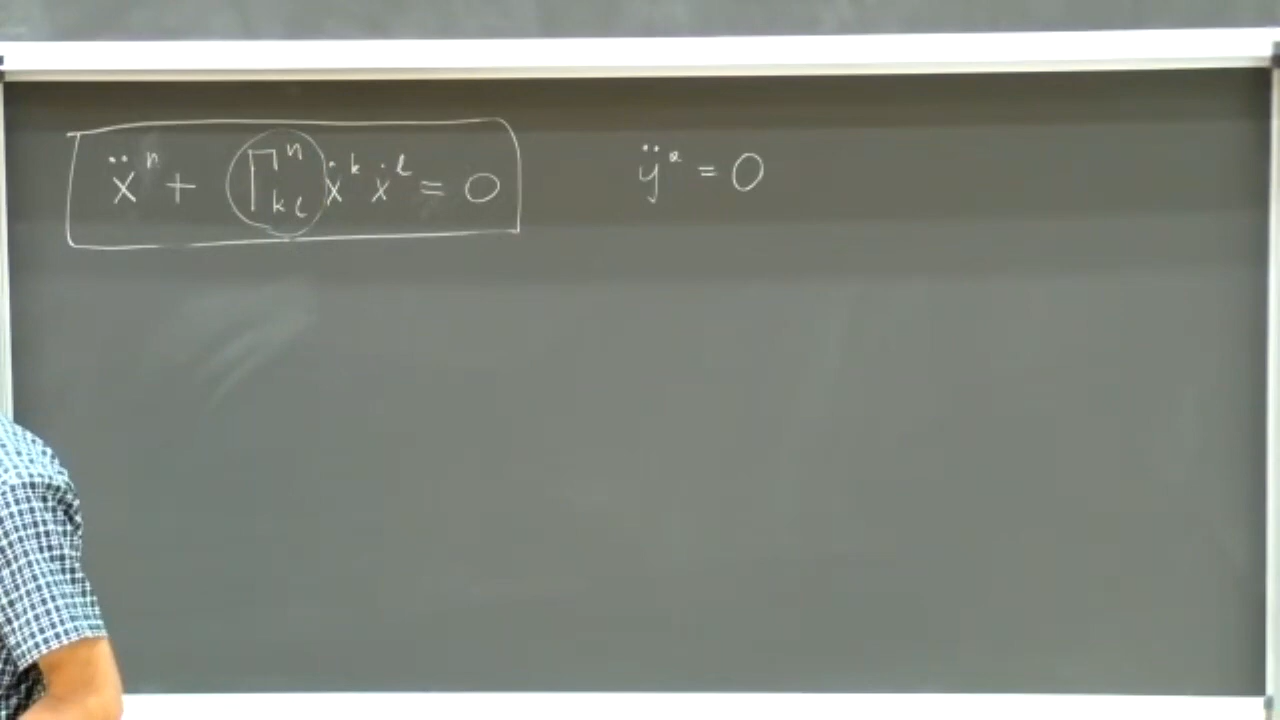 ẍⁿ + Γⁿₖₗ ẋᵏ ẋˡ = 0
ÿᵃ = 0